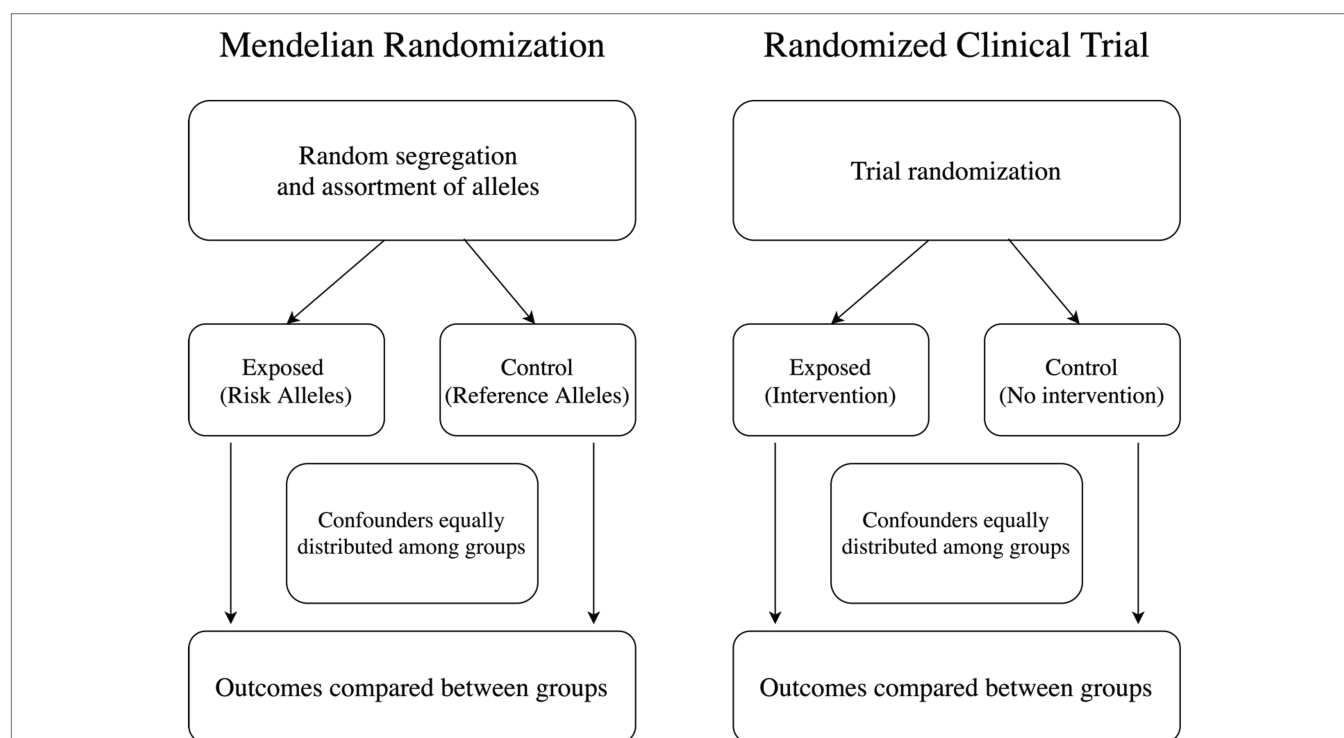 Mendelian Randomization
Random segregation
and assortment of alleles
Exposed
(Risk Alleles)
Control
(Reference Alleles)
Confounders equally
distributed among groups
Outcomes compared between groups
Randomized Clinical Trial
Trial randomization
Exposed
(Intervention)
Control
(No intervention)
Confounders equally
distributed among groups
Outcomes compared between groups